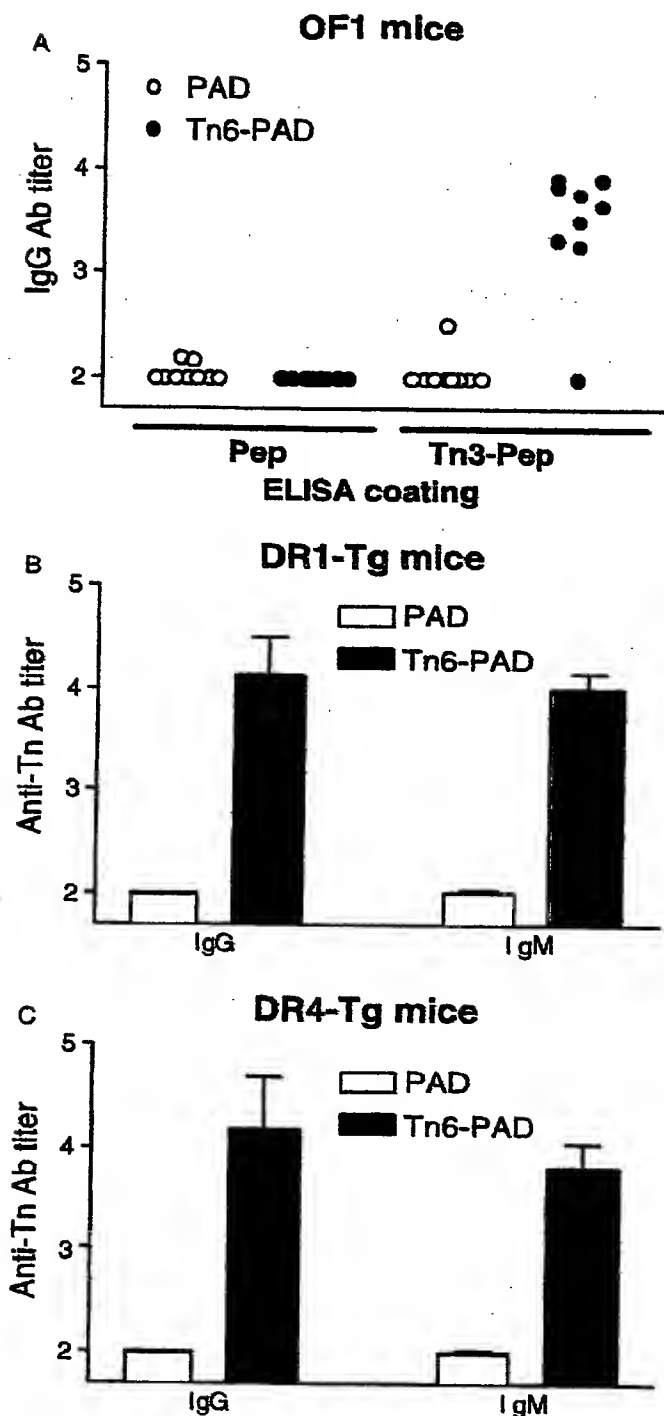 OF1 mice
A
5
4
3
2
IgG Ab titer
PAD
Tn6-PAD
Pep
Tn3-Pep
ELISA coating
DR1-Tg mice
B
5
4
3
2
Anti-Tn Ab titer
PAD
Tn6-PAD
IgG
IgM
DR4-Tg mice
C
5
4
3
2
Anti-Tn Ab titer
PAD
Tn6-PAD
IgG
IgM